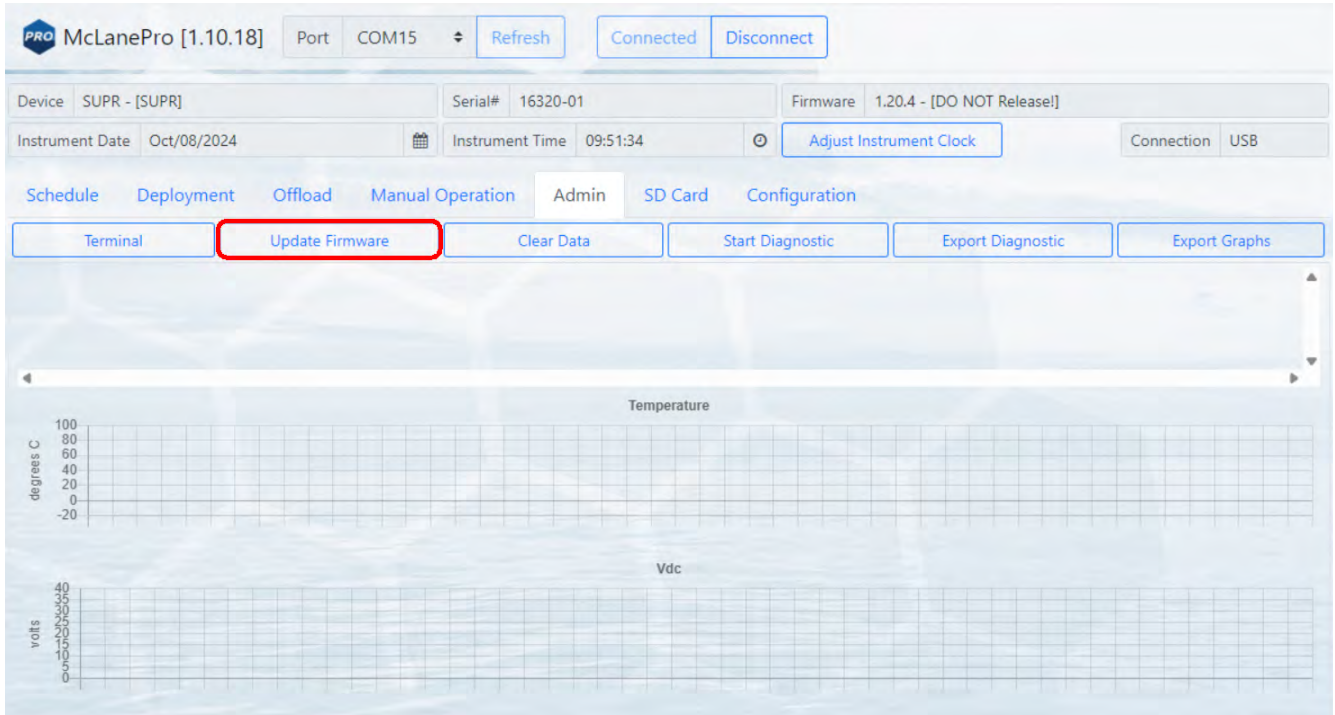 PRO McLanePro [1.10.18] Port COM15 Refresh Connected Disconnect
Device SUPR - [SUPR] Serial# 16320-01 Firmware 1.20.4 - [DO NOT Release!]
Instrument Date Oct/08/2024 Instrument Time 09:51:34 Adjust Instrument Clock Connection USB
Schedule Deployment Offload Manual Operation Admin SD Card Configuration
Terminal Update Firmware Clear Data Start Diagnostic Export Diagnostic Export Graphs
Temperature
degrees C
100
80
60
40
20
0
-20
Vdc
volts
40
35
30
25
20
15
10
5
0